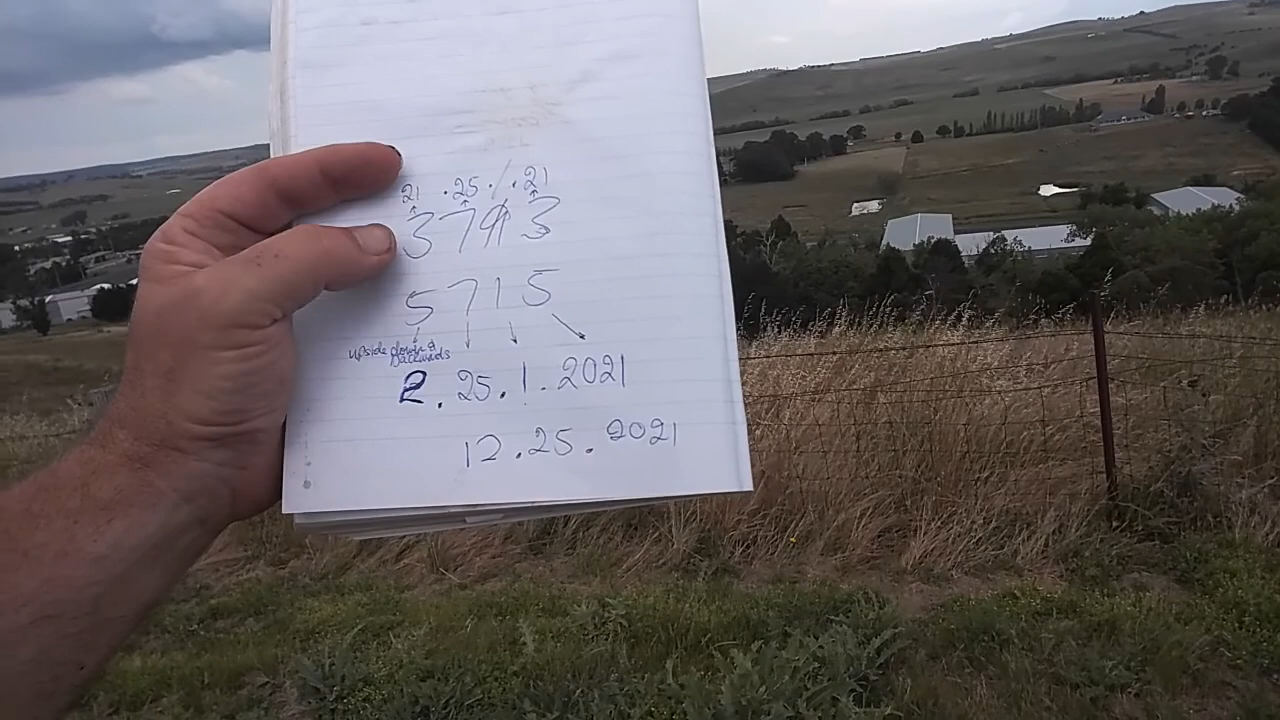 21 .25. / .21
3793
5715
upside down &
Backwards
2.25.1.2021
12.25.2021